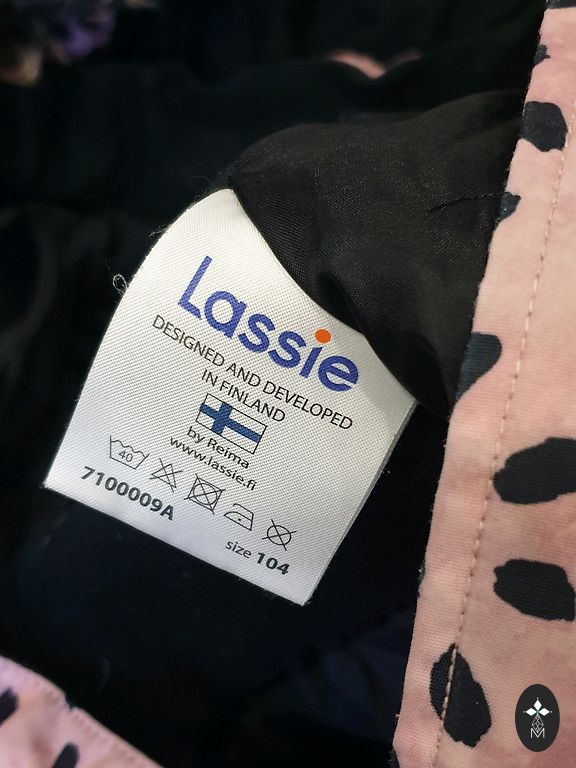 Lassie
DESIGNED AND DEVELOPED
IN FINLAND
by Reima
www.lassie.fi
40
7100009A
size 104
M